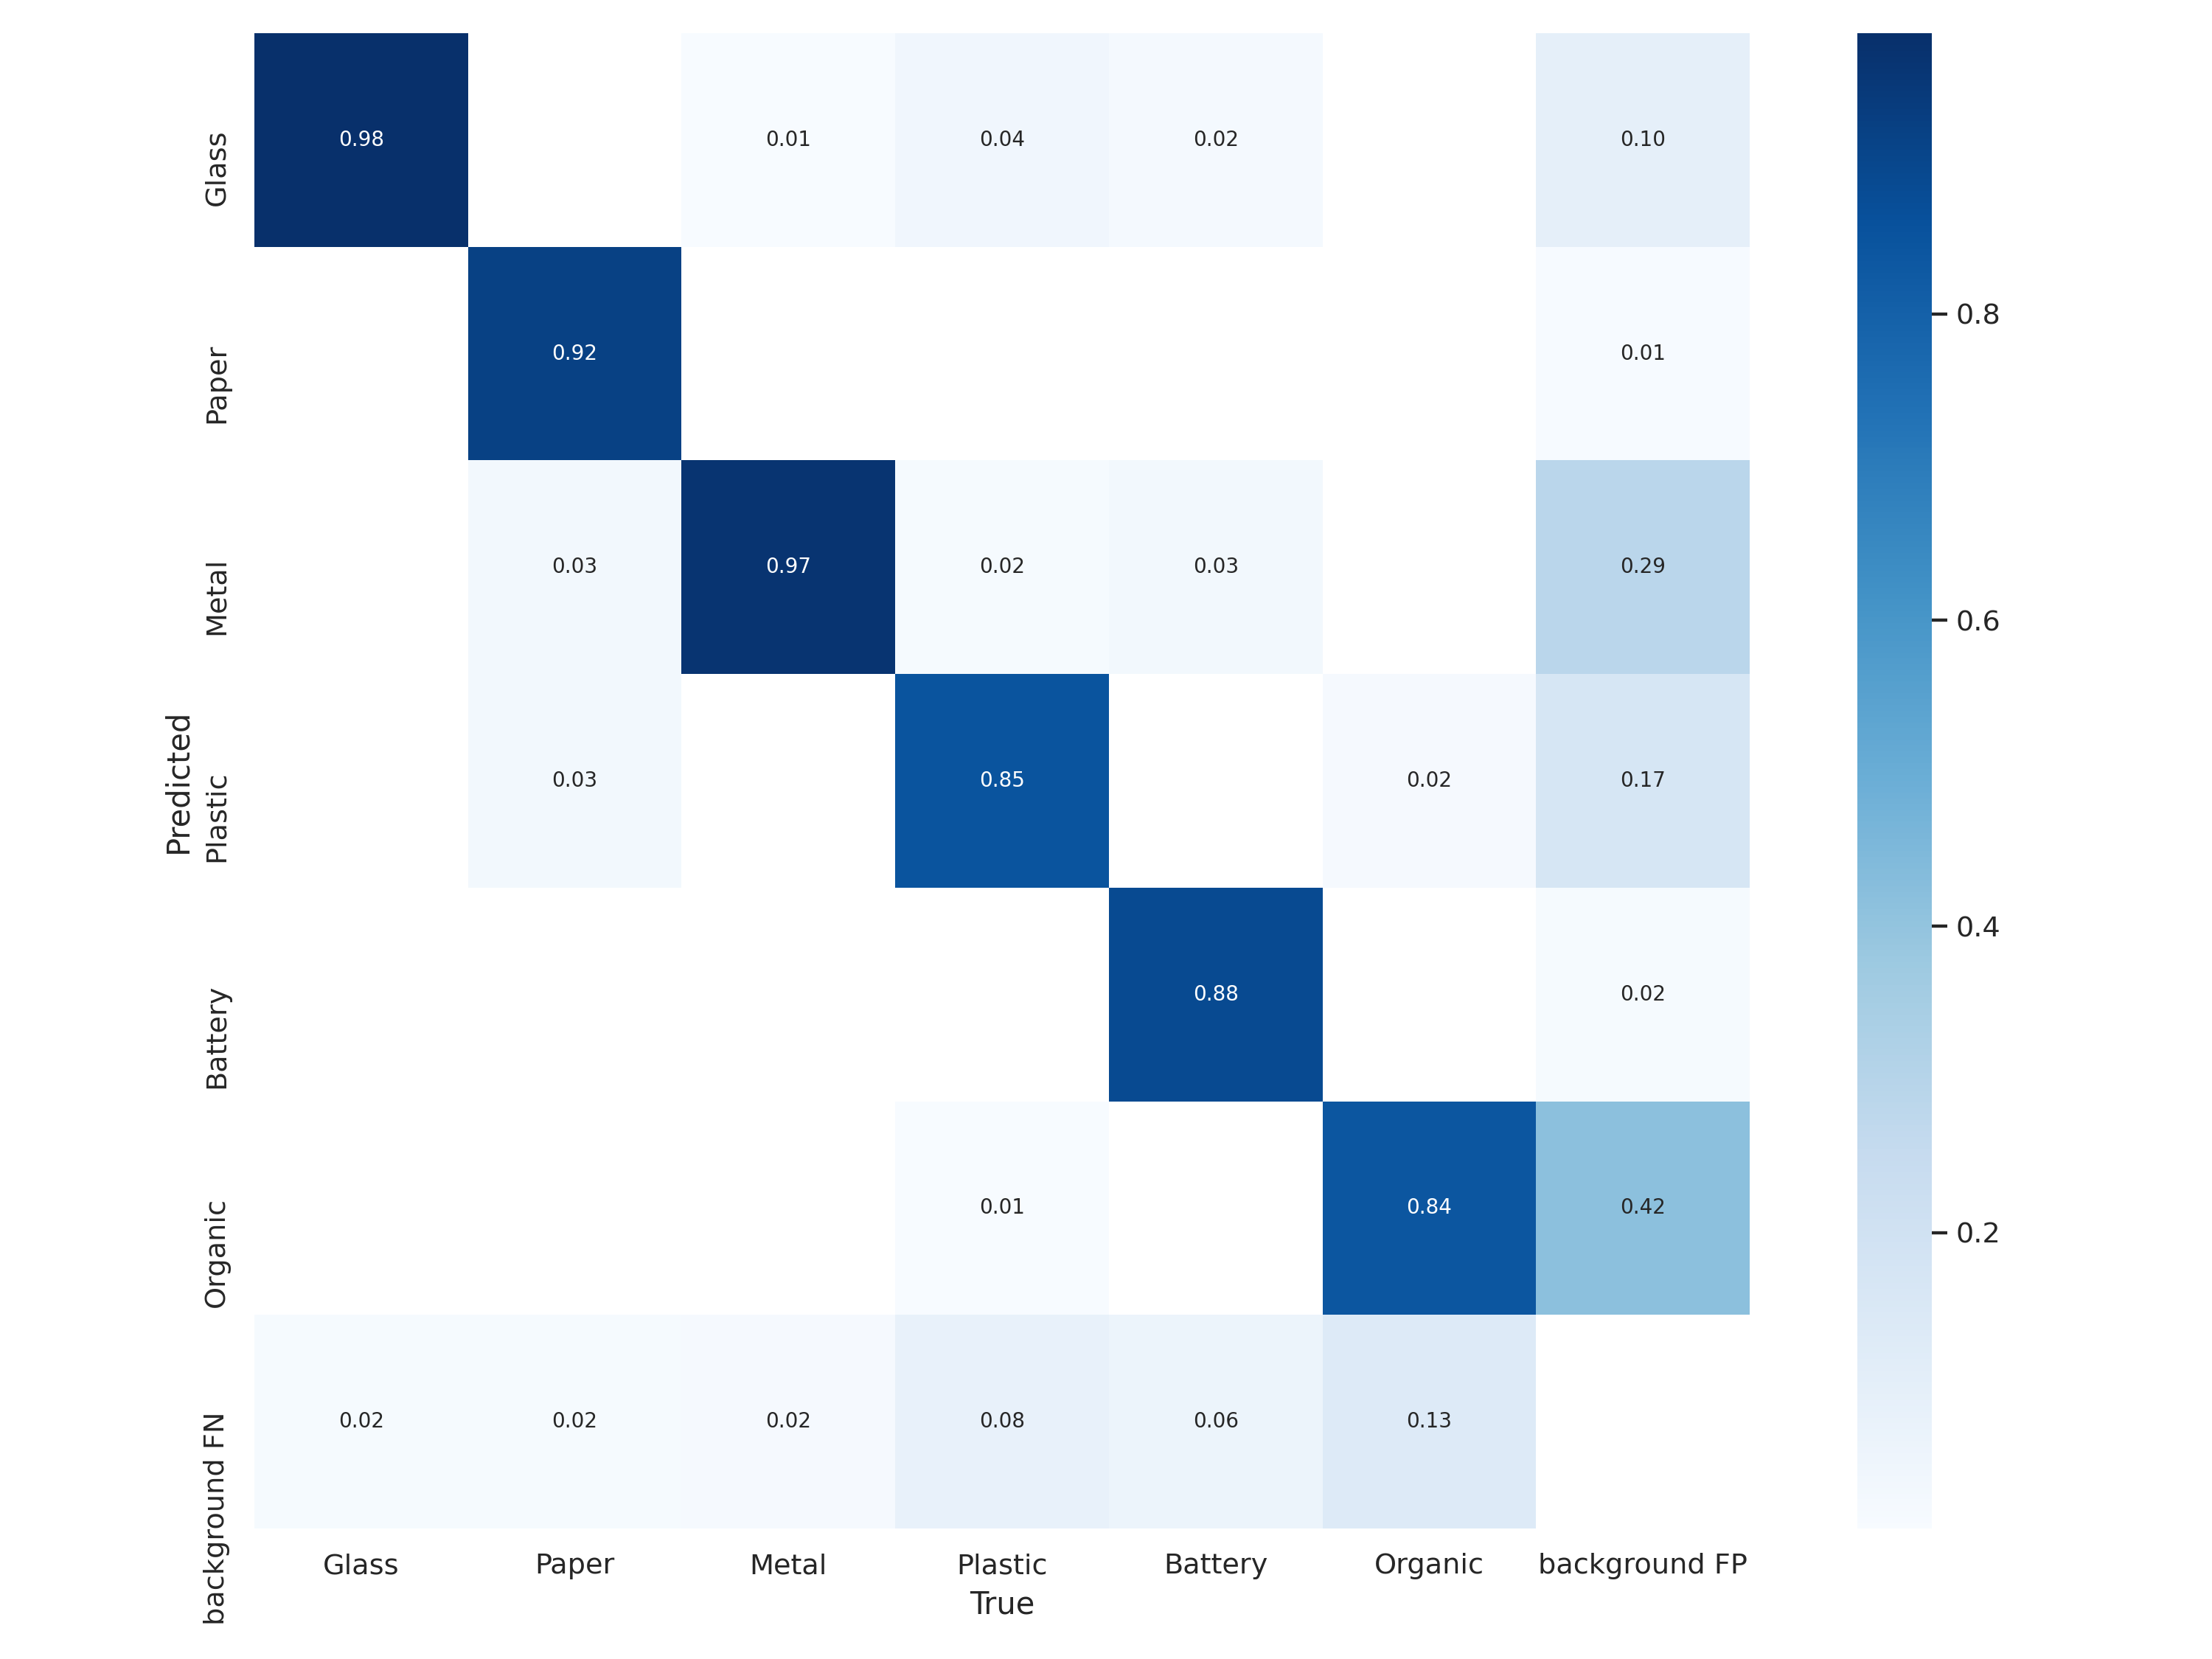 Glass 0.98 0.01 0.04 0.02 0.10
Paper 0.92 0.01
Metal 0.03 0.97 0.02 0.03 0.29
Plastic 0.03 0.85 0.02 0.17
Battery 0.88 0.02
Organic 0.01 0.84 0.42
background FN 0.02 0.02 0.02 0.08 0.06 0.13
Predicted
Glass Paper Metal Plastic Battery Organic background FP
True
0.8
0.6
0.4
0.2